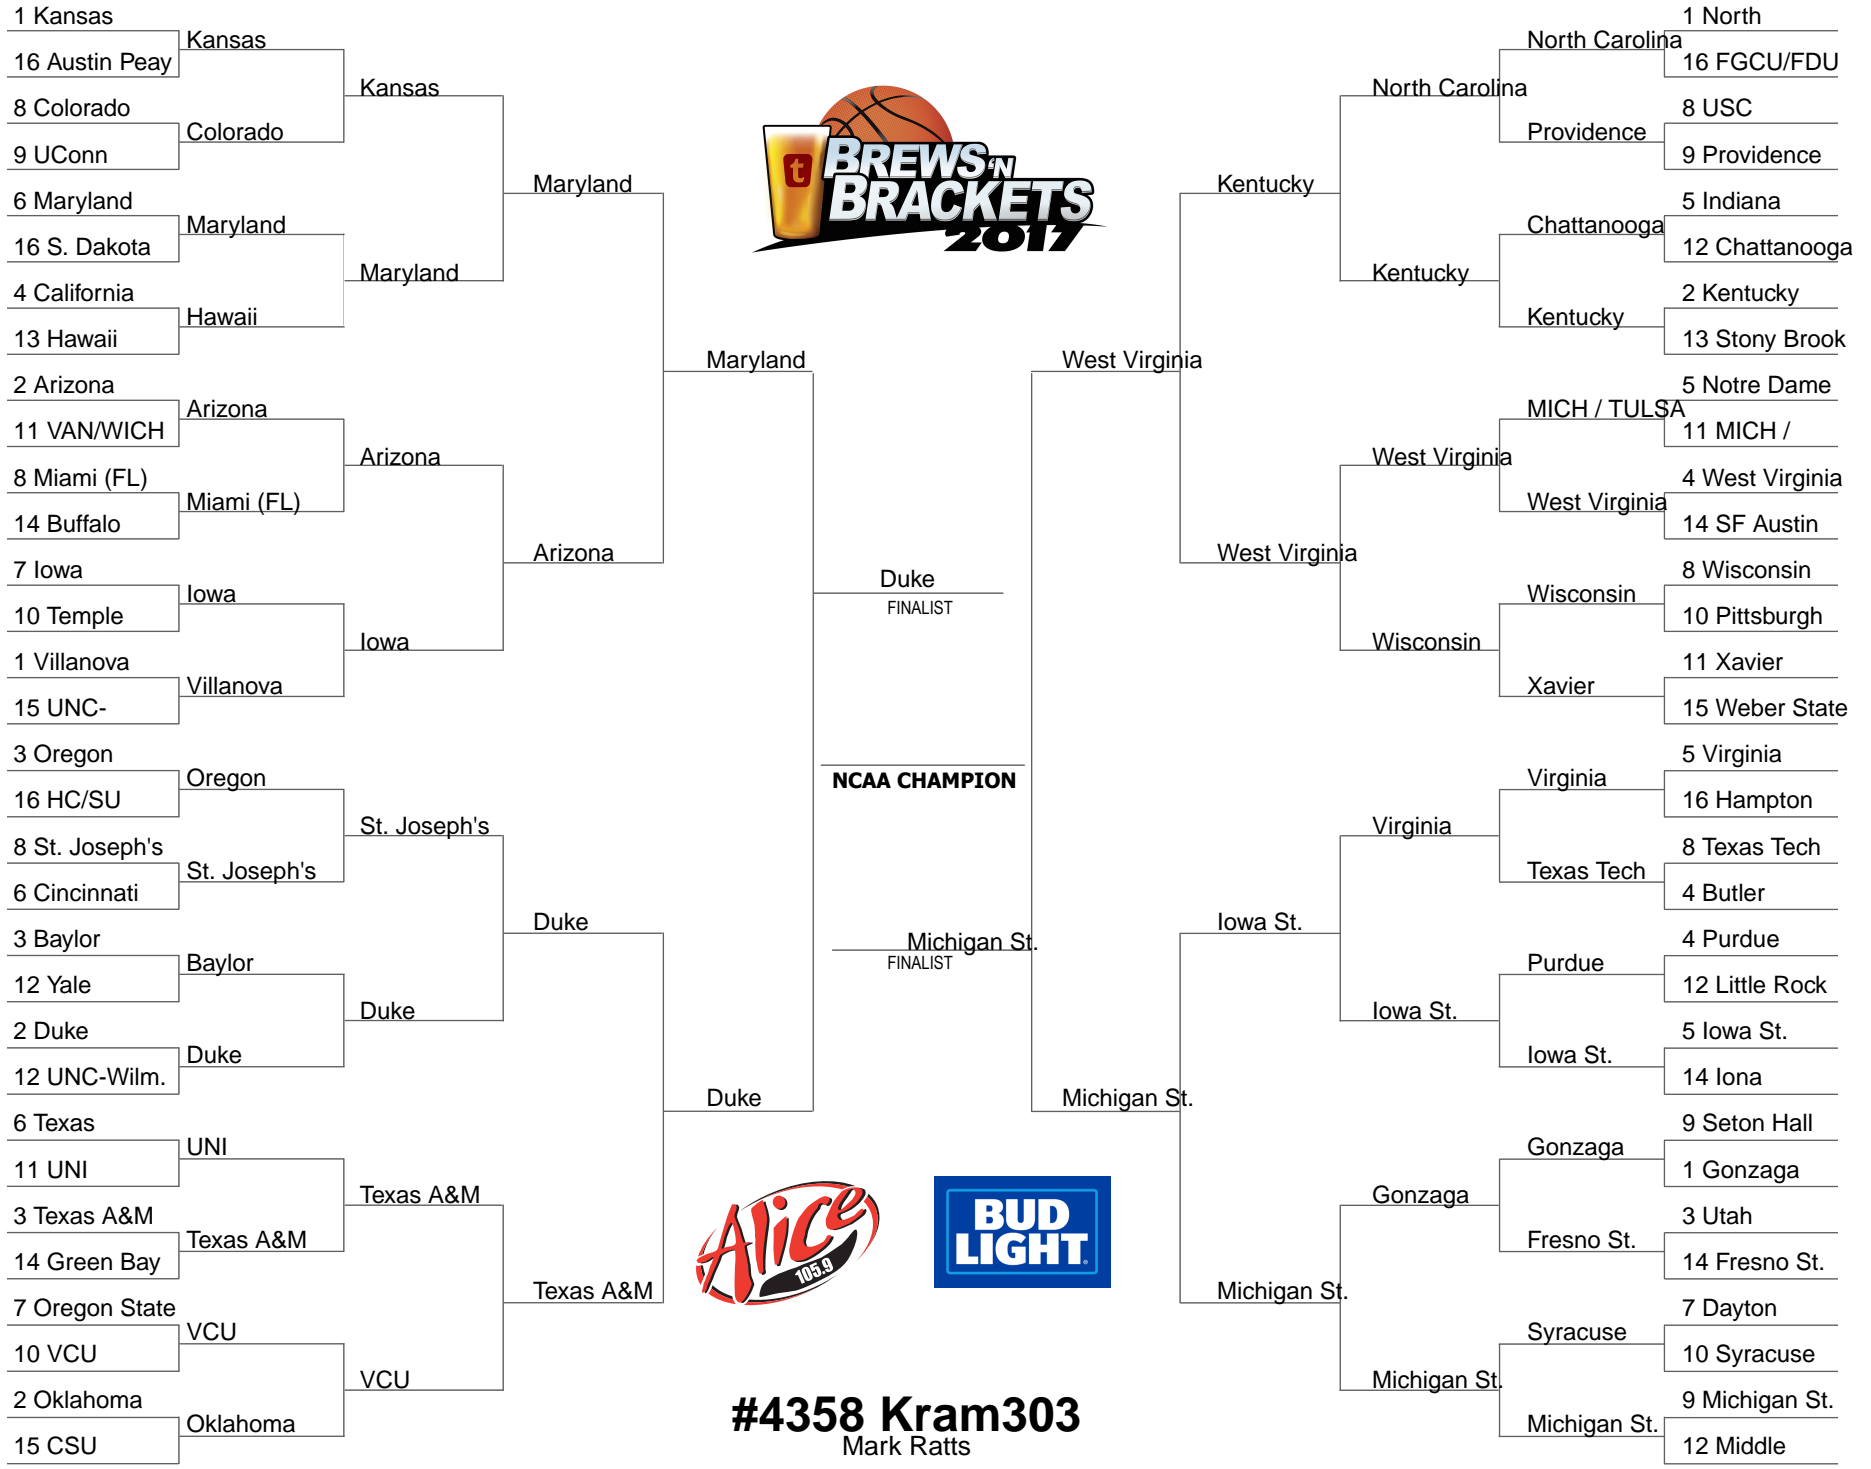 1 Kansas
16 Austin Peay
8 Colorado
9 UConn
6 Maryland
16 S. Dakota
4 California
13 Hawaii
2 Arizona
11 VAN/WICH
8 Miami (FL)
14 Buffalo
7 Iowa
10 Temple
1 Villanova
15 UNC-
3 Oregon
16 HC/SU
8 St. Joseph's
6 Cincinnati
3 Baylor
12 Yale
2 Duke
12 UNC-Wilm.
6 Texas
11 UNI
3 Texas A&M
14 Green Bay
7 Oregon State
10 VCU
2 Oklahoma
15 CSU
Kansas
Colorado
Maryland
Hawaii
Arizona
Miami (FL)
Iowa
Villanova
Oregon
St. Joseph's
Baylor
Duke
UNI
Texas A&M
VCU
Oklahoma
Kansas
Maryland
Arizona
Iowa
St. Joseph's
Duke
Texas A&M
VCU
Maryland
Arizona
Duke
Texas A&M
Maryland
Duke
t
BREWS 'N
BRACKETS
2017
Duke
FINALIST
NCAA CHAMPION
Michigan St.
FINALIST
Alice
105.9
BUD
LIGHT
#4358 Kram303
Mark Ratts
West Virginia
Michigan St.
Kentucky
West Virginia
Iowa St.
Michigan St.
North Carolina
Kentucky
West Virginia
Wisconsin
Virginia
Iowa St.
Gonzaga
Michigan St.
North Carolina
Providence
Chattanooga
Kentucky
MICH / TULSA
West Virginia
Wisconsin
Xavier
Virginia
Texas Tech
Purdue
Iowa St.
Gonzaga
Fresno St.
Syracuse
Michigan St.
1 North
16 FGCU/FDU
8 USC
9 Providence
5 Indiana
12 Chattanooga
2 Kentucky
13 Stony Brook
5 Notre Dame
11 MICH /
4 West Virginia
14 SF Austin
8 Wisconsin
10 Pittsburgh
11 Xavier
15 Weber State
5 Virginia
16 Hampton
8 Texas Tech
4 Butler
4 Purdue
12 Little Rock
5 Iowa St.
14 Iona
9 Seton Hall
1 Gonzaga
3 Utah
14 Fresno St.
7 Dayton
10 Syracuse
9 Michigan St.
12 Middle